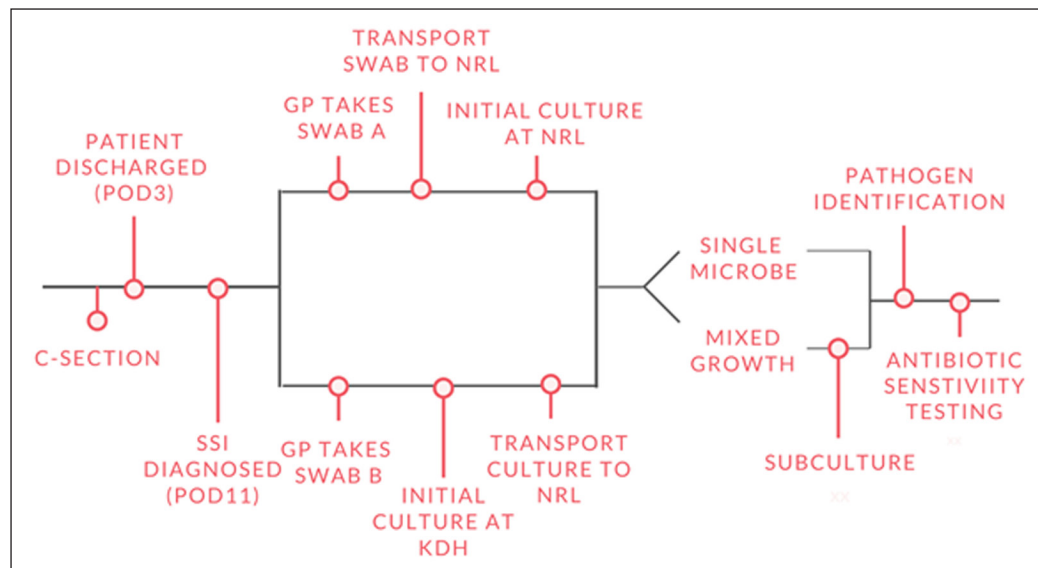 TRANSPORT
SWAB TO NRL
GP TAKES
SWAB A
INITIAL CULTURE
AT NRL
PATIENT
DISCHARGED
(POD3)
PATHOGEN
IDENTIFICATION
SINGLE
MICROBE
C-SECTION
MIXED
GROWTH
ANTIBIOTIC
SENSTIVIITY
TESTING
xx
SSI
DIAGNOSED
(POD11)
GP TAKES
SWAB B
INITIAL
CULTURE AT
KDH
TRANSPORT
CULTURE TO
NRL
SUBCULTURE
xx